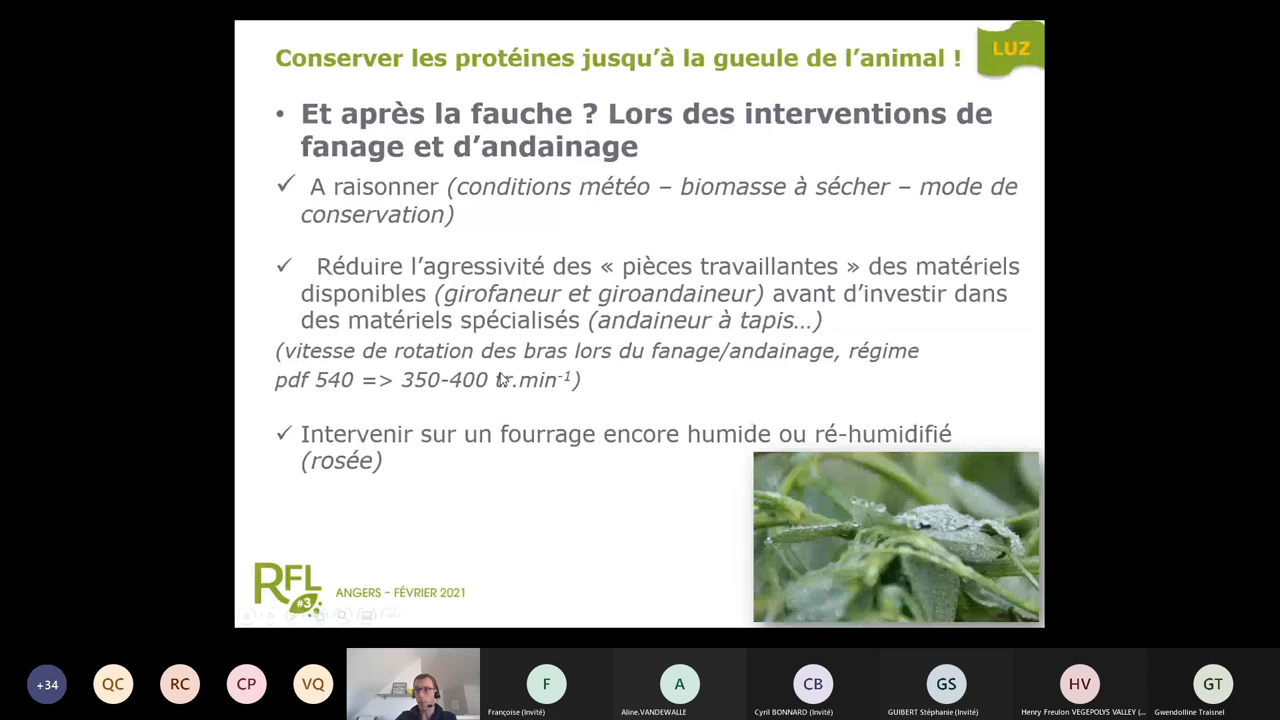 Conserver les protéines jusqu'à la gueule de l'animal !
LUZ
• Et après la fauche ? Lors des interventions de
fanage et d'andainage
✓ A raisonner (conditions météo – biomasse à sécher – mode de
conservation)
✓ Réduire l'agressivité des « pièces travaillantes » des matériels
disponibles (girofaneur et giroandaineur) avant d'investir dans
des matériels spécialisés (andaineur à tapis…)
(vitesse de rotation des bras lors du fanage/andainage, régime
pdf 540 => 350-400 tr.min⁻¹)
✓ Intervenir sur un fourrage encore humide ou ré-humidifié
(rosée)
RFL
#3
ANGERS – FÉVRIER 2021
+34
QC
RC
CP
VQ
F
A
CB
GS
HV
GT
Françoise (Invité)
Aline.VANDEWALLE
Cyril BONNARD (Invité)
GUIBERT Stéphanie (Invité)
Henry Freulon VEGEPOLYS VALLEY (...
Gwendolline Traisnel